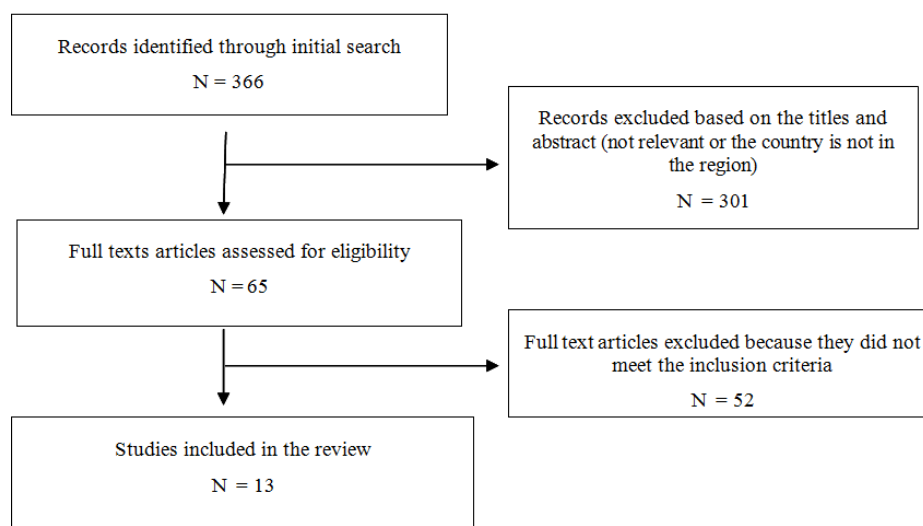 Records identified through initial search
N = 366
Records excluded based on the titles and
abstract (not relevant or the country is not in
the region)
N = 301
Full texts articles assessed for eligibility
N = 65
Full text articles excluded because they did not
meet the inclusion criteria
N = 52
Studies included in the review
N = 13